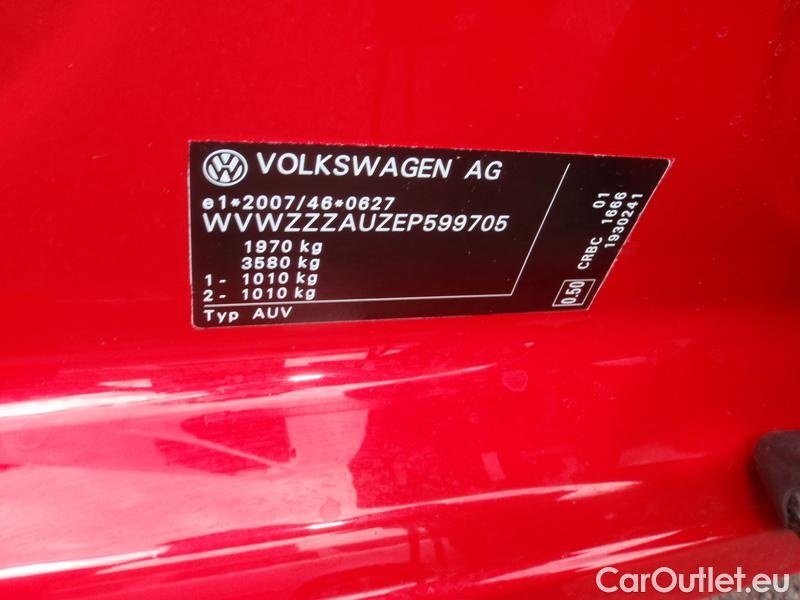 VOLKSWAGEN AG
e1*2007/46*0627
WVWZZZAUZEP599705
1970 kg
3580 kg
1- 1010 kg
2- 1010 kg
Typ AUV
01
CRBC 1666
1930241
0.50
CarOutlet.eu